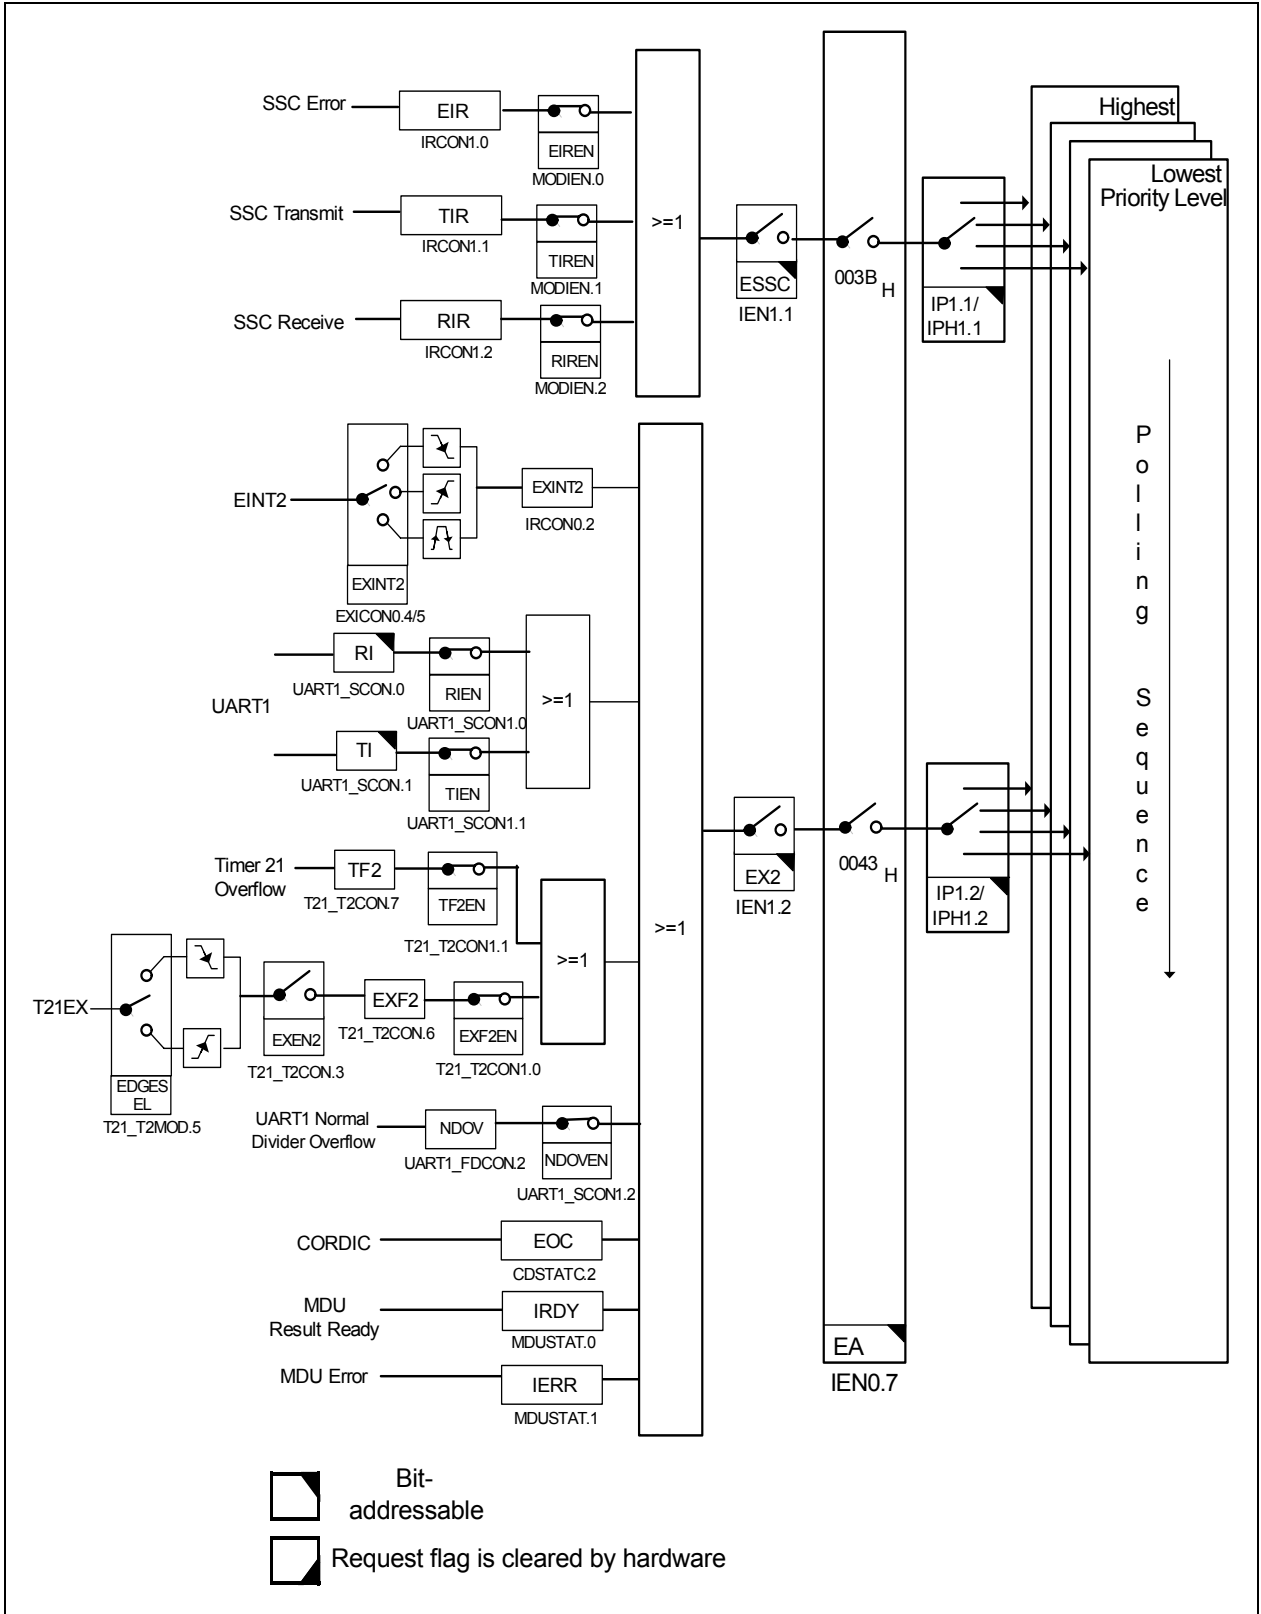 SSC Error
EIR
IRCON1.0
EIREN
MODIEN.0
SSC Transmit
TIR
IRCON1.1
TIREN
MODIEN.1
SSC Receive
RIR
IRCON1.2
RIREN
MODIEN.2
>=1
ESSC
IEN1.1
003B H
IP1.1/
IPH1.1
Highest
Lowest
Priority Level
Polling Sequence
EINT2
EXINT2
EXICON0.4/5
EXINT2
IRCON0.2
UART1
RI
UART1_SCON.0
RIEN
UART1_SCON1.0
TI
UART1_SCON.1
TIEN
UART1_SCON1.1
>=1
Timer 21
Overflow
TF2
T21_T2CON.7
TF2EN
T21_T2CON1.1
T21EX
EDGES
EL
T21_T2MOD.5
EXEN2
T21_T2CON.3
EXF2
T21_T2CON.6
EXF2EN
T21_T2CON1.0
>=1
UART1 Normal
Divider Overflow
NDOV
UART1_FDCON.2
NDOVEN
UART1_SCON1.2
CORDIC
EOC
CDSTATC.2
MDU
Result Ready
IRDY
MDUSTAT.0
MDU Error
IERR
MDUSTAT.1
>=1
EX2
IEN1.2
0043 H
IP1.2/
IPH1.2
EA
IEN0.7
Bit-
addressable
Request flag is cleared by hardware